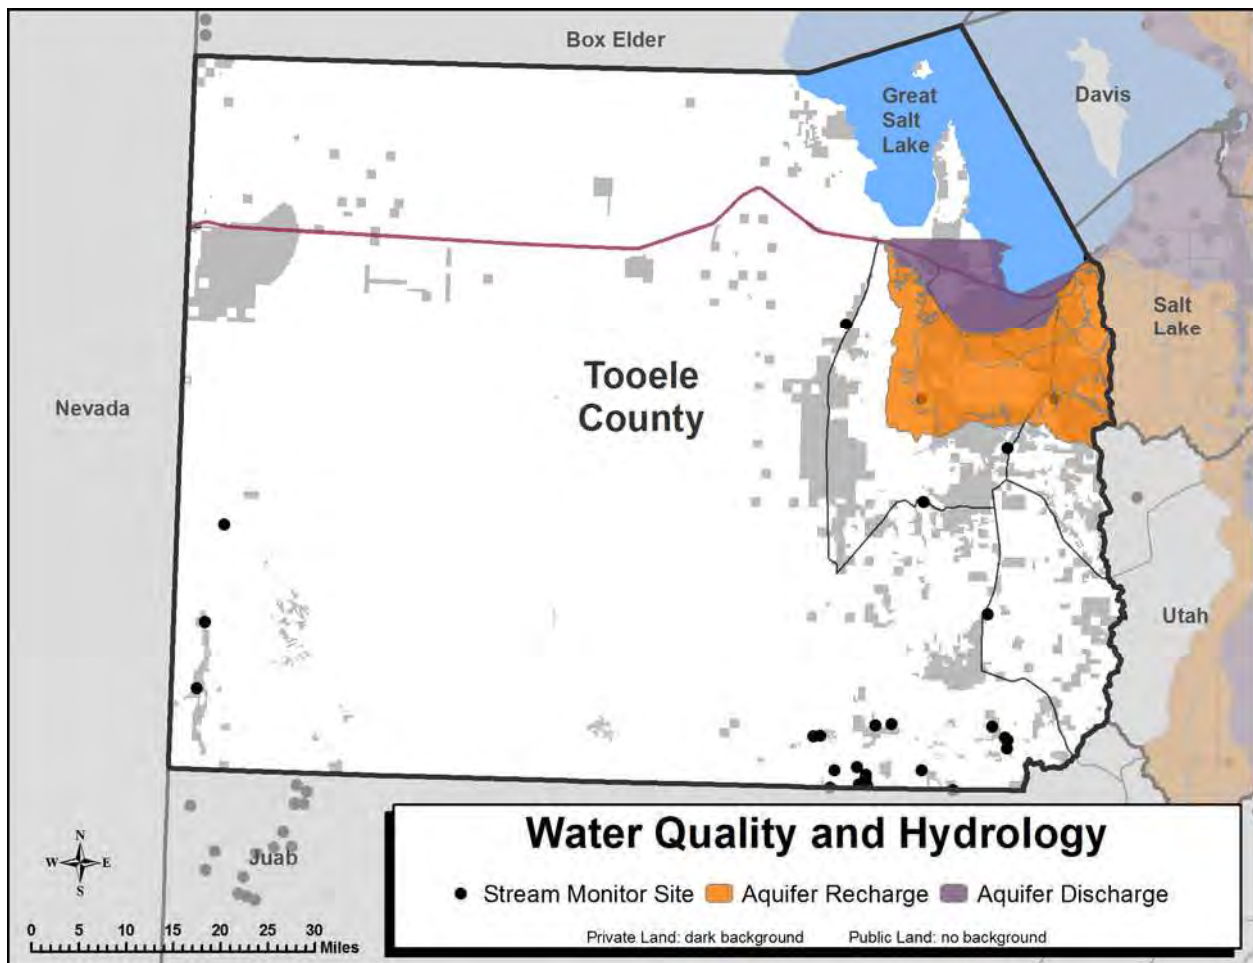 Box Elder
Great
Salt
Lake
Davis
Salt
Lake
Tooele
County
Nevada
Utah
Juab
N
W E
S
0 5 10 15 20 25 30
Miles
Water Quality and Hydrology
Stream Monitor Site Aquifer Recharge Aquifer Discharge
Private Land: dark background Public Land: no background